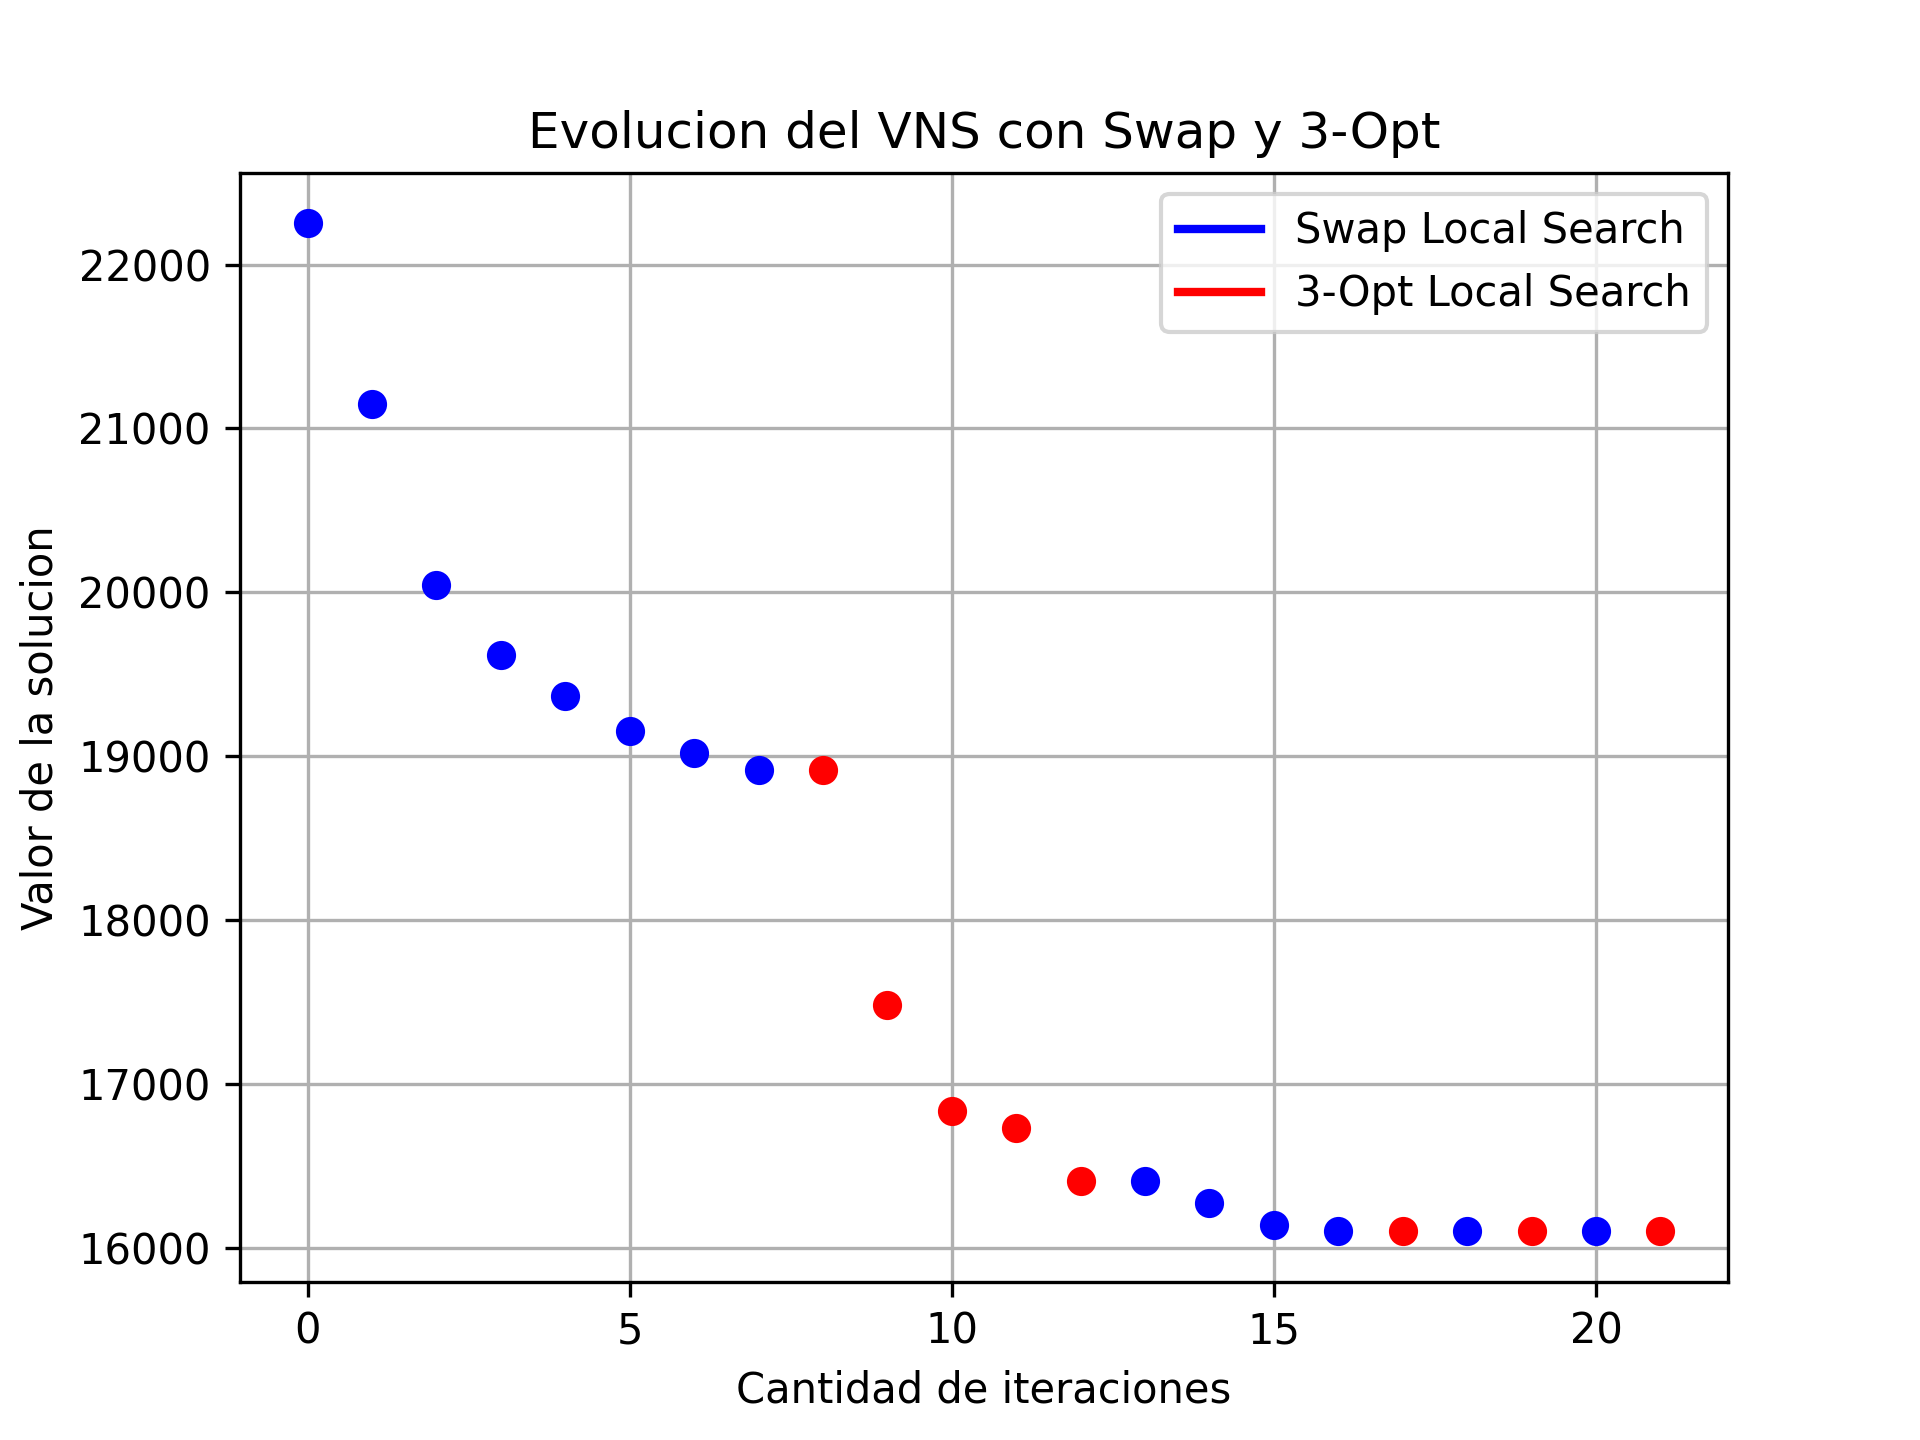 Evolucion del VNS con Swap y 3-Opt
Swap Local Search
3-Opt Local Search
22000
21000
20000
19000
18000
17000
16000
Valor de la solucion
0 5 10 15 20
Cantidad de iteraciones